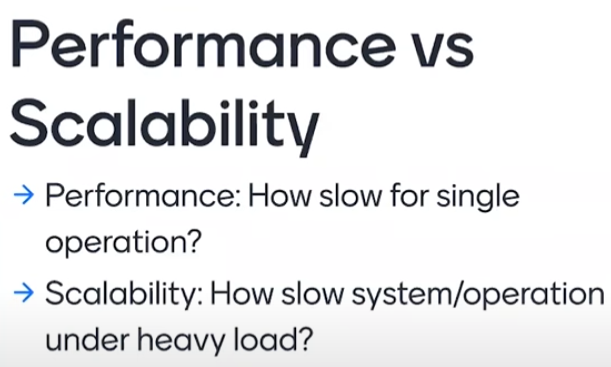 Performance vs
Scalability
→ Performance: How slow for single
operation?
→ Scalability: How slow system/operation
under heavy load?